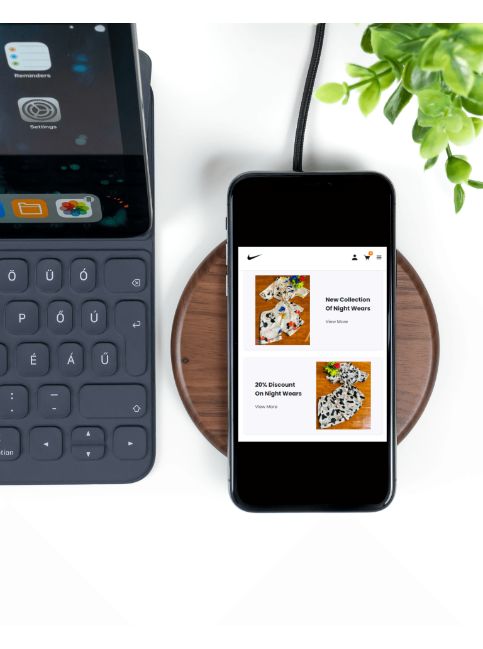 Reminders
Settings
Ö Ü Ó
P Ő Ú
É Á Ű
: -
. _
New Collection
Of Night Wears
View More
20% Discount
On Night Wears
View More